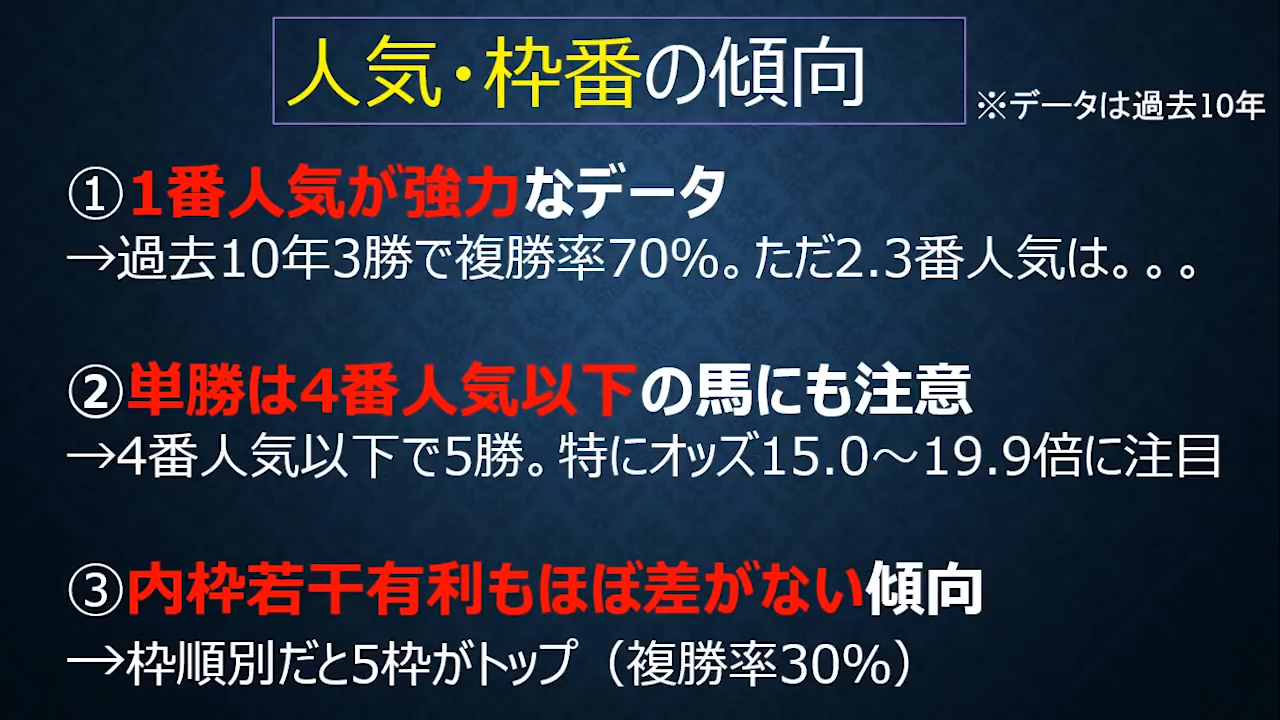 人気・枠番の傾向
※データは過去10年
①1番人気が強力なデータ
→過去10年3勝で複勝率70%。ただ2.3番人気は。。。
②単勝は4番人気以下の馬にも注意
→4番人気以下で5勝。特にオッズ15.0～19.9倍に注目
③内枠若干有利もほぼ差がない傾向
→枠順別だと5枠がトップ（複勝率30%）